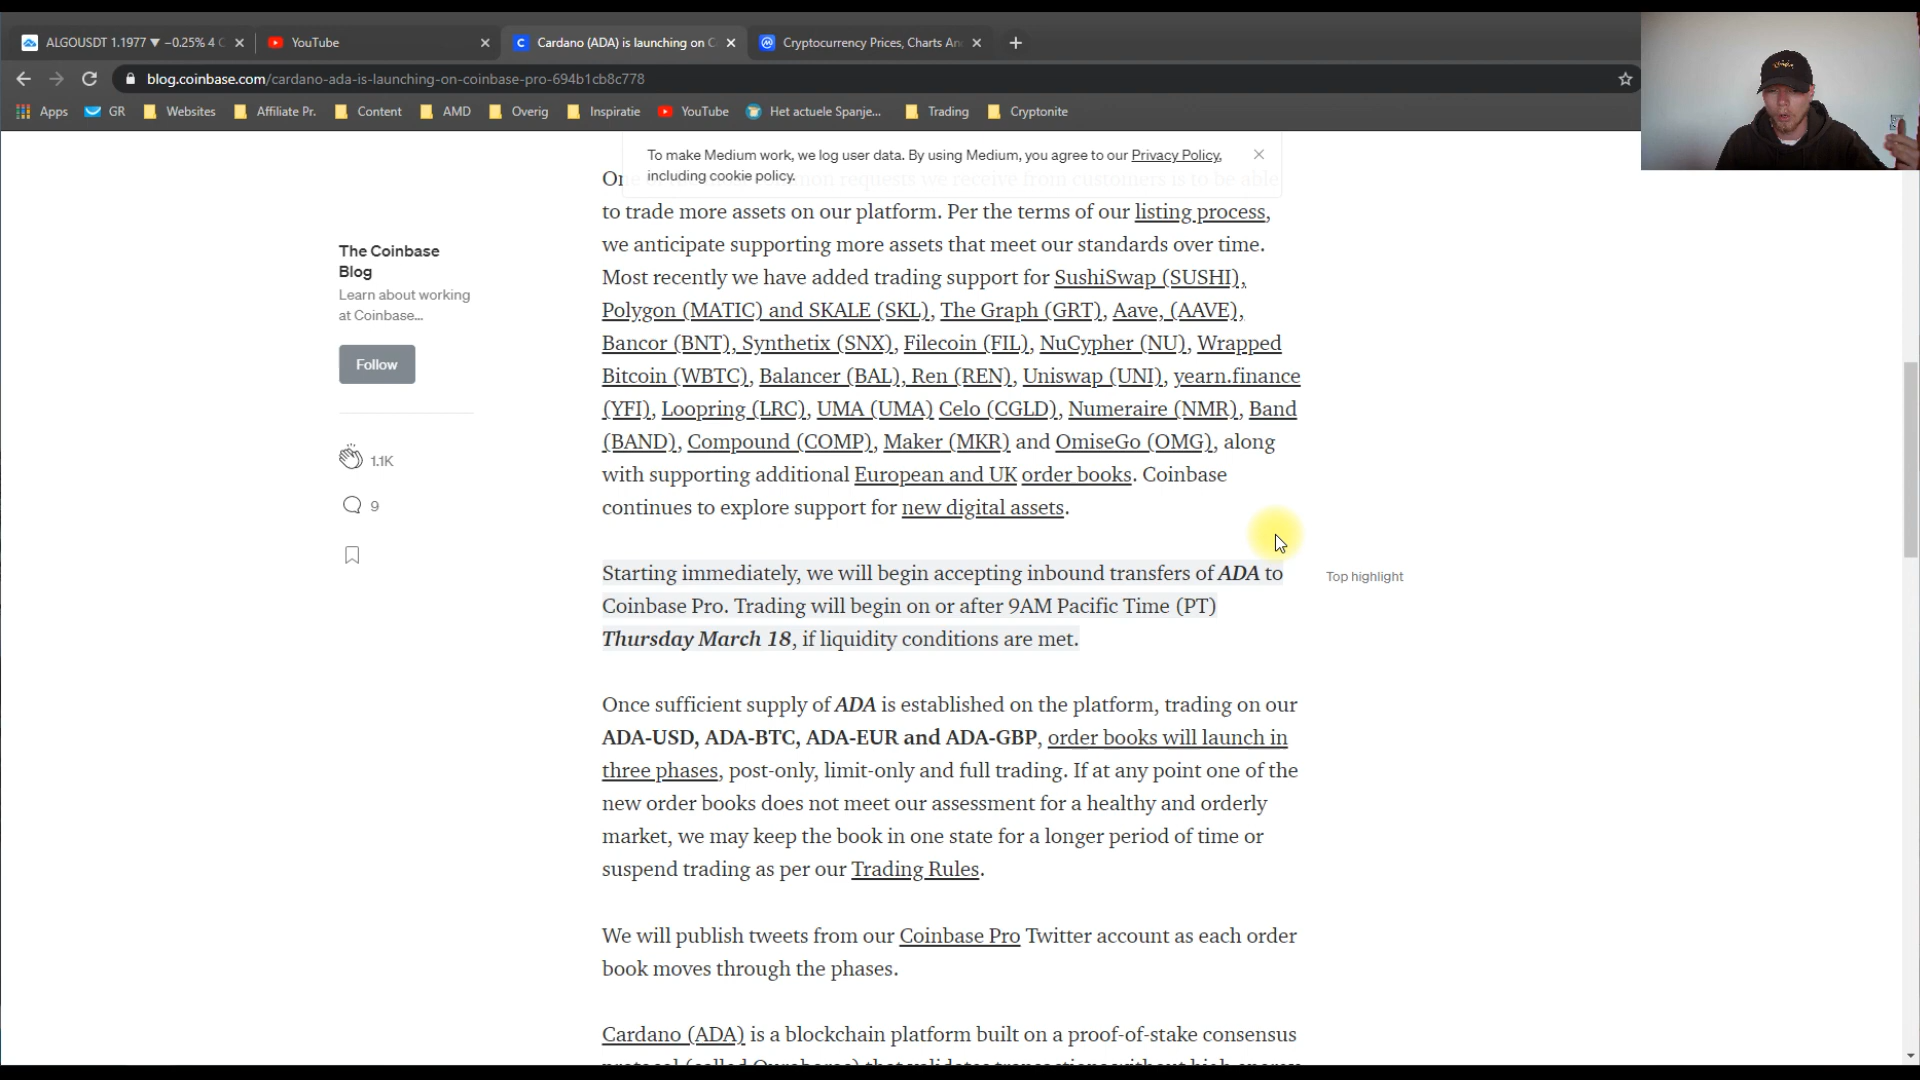 ALGOUSDT 1.1977 ▼ −0.25% 4
YouTube
Cardano (ADA) is launching on C
Cryptocurrency Prices, Charts An
blog.coinbase.com/cardano-ada-is-launching-on-coinbase-pro-694b1cb8c778
Apps
GR
Websites
Affiliate Pr.
Content
AMD
Overig
Inspiratie
YouTube
Het actuele Spanje...
Trading
Cryptonite
To make Medium work, we log user data. By using Medium, you agree to our Privacy Policy,
including cookie policy.
requests we receive from customers is to be able
to trade more assets on our platform. Per the terms of our listing process,
we anticipate supporting more assets that meet our standards over time.
Most recently we have added trading support for SushiSwap (SUSHI),
Polygon (MATIC) and SKALE (SKL), The Graph (GRT), Aave, (AAVE),
Bancor (BNT), Synthetix (SNX), Filecoin (FIL), NuCypher (NU), Wrapped
Bitcoin (WBTC), Balancer (BAL), Ren (REN), Uniswap (UNI), yearn.finance
(YFI), Loopring (LRC), UMA (UMA) Celo (CGLD), Numeraire (NMR), Band
(BAND), Compound (COMP), Maker (MKR) and OmiseGo (OMG), along
with supporting additional European and UK order books. Coinbase
continues to explore support for new digital assets.
The Coinbase
Blog
Learn about working
at Coinbase...
Follow
1.1K
9
Starting immediately, we will begin accepting inbound transfers of ADA to
Coinbase Pro. Trading will begin on or after 9AM Pacific Time (PT)
Thursday March 18, if liquidity conditions are met.
Top highlight
Once sufficient supply of ADA is established on the platform, trading on our
ADA-USD, ADA-BTC, ADA-EUR and ADA-GBP, order books will launch in
three phases, post-only, limit-only and full trading. If at any point one of the
new order books does not meet our assessment for a healthy and orderly
market, we may keep the book in one state for a longer period of time or
suspend trading as per our Trading Rules.
We will publish tweets from our Coinbase Pro Twitter account as each order
book moves through the phases.
Cardano (ADA) is a blockchain platform built on a proof-of-stake consensus